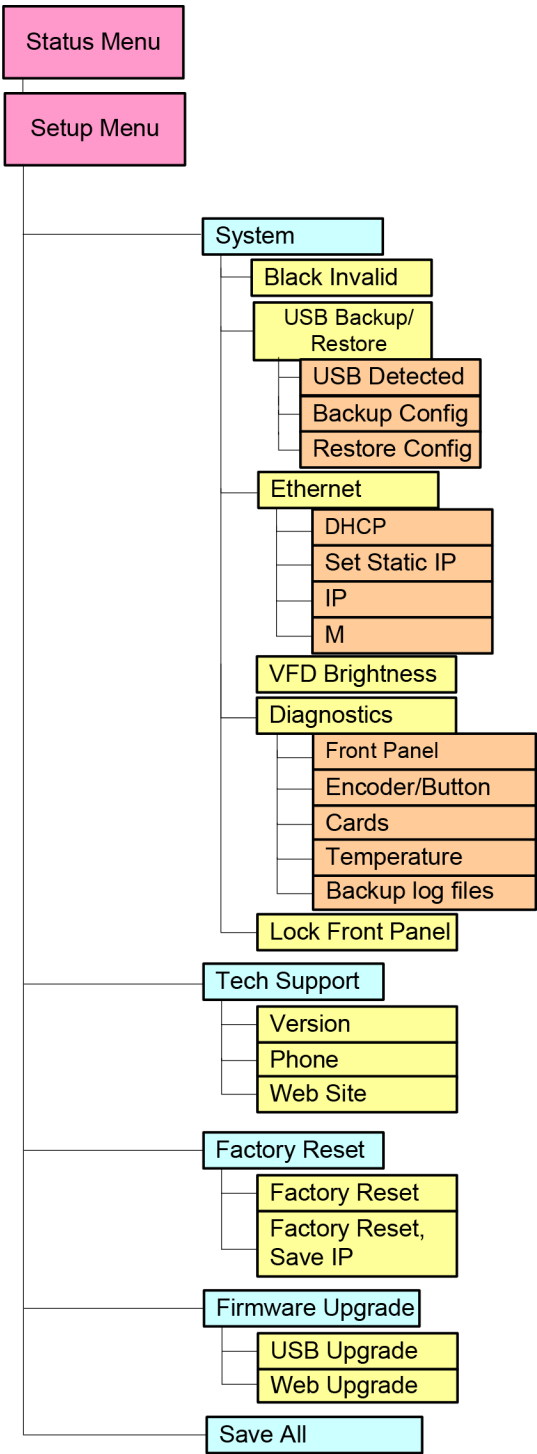 Status Menu
Setup Menu
System
Black Invalid
USB Backup/
Restore
USB Detected
Backup Config
Restore Config
Ethernet
DHCP
Set Static IP
IP
M
VFD Brightness
Diagnostics
Front Panel
Encoder/Button
Cards
Temperature
Backup log files
Lock Front Panel
Tech Support
Version
Phone
Web Site
Factory Reset
Factory Reset
Factory Reset,
Save IP
Firmware Upgrade
USB Upgrade
Web Upgrade
Save All